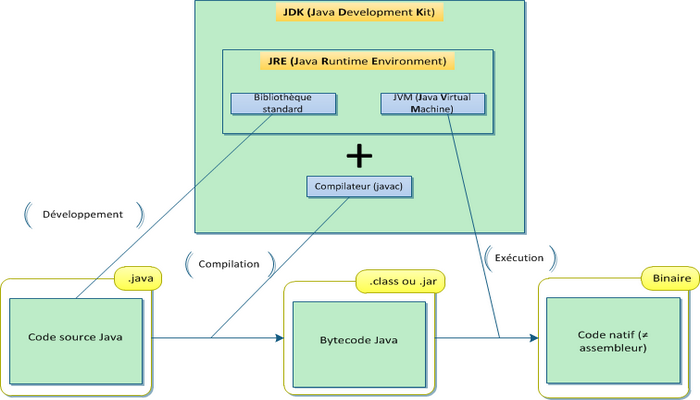 JDK (Java Development Kit)
JRE (Java Runtime Environment)
Bibliothèque
standard
JVM (Java Virtual
Machine)
+
Compilateur (javac)
Développement
Compilation
Exécution
.java
.class ou .jar
Binaire
Code source Java
Bytecode Java
Code natif (≠
assembleur)